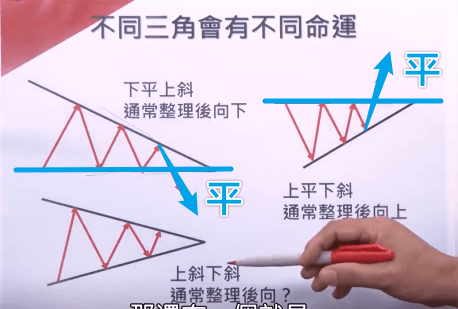 不同三角會有不同命運
下平上斜
通常整理後向下
平
平
上平下斜
通常整理後向上
上斜下斜
通常整理後向？